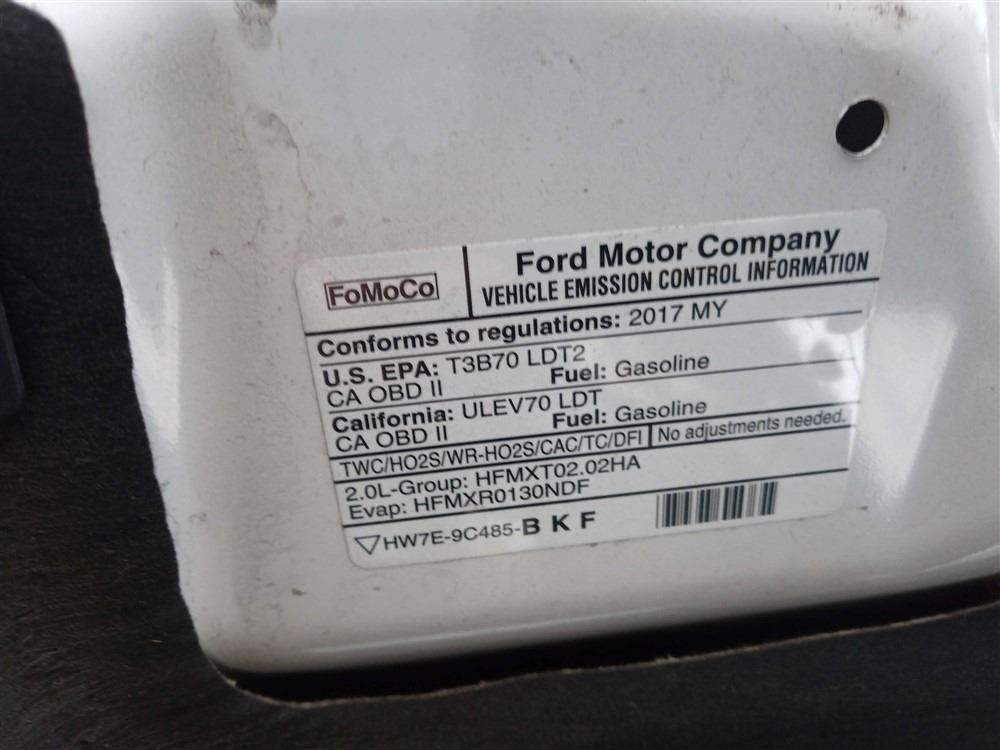 FoMoCo
Ford Motor Company
VEHICLE EMISSION CONTROL INFORMATION
Conforms to regulations: 2017 MY
U.S. EPA: T3B70 LDT2
CA OBD II Fuel: Gasoline
California: ULEV70 LDT
CA OBD II Fuel: Gasoline
TWC/HO2S/WR-HO2S/CAC/TC/DFI No adjustments needed.
2.0L-Group: HFMXT02.02HA
Evap: HFMXR0130NDF
HW7E-9C485-B K F